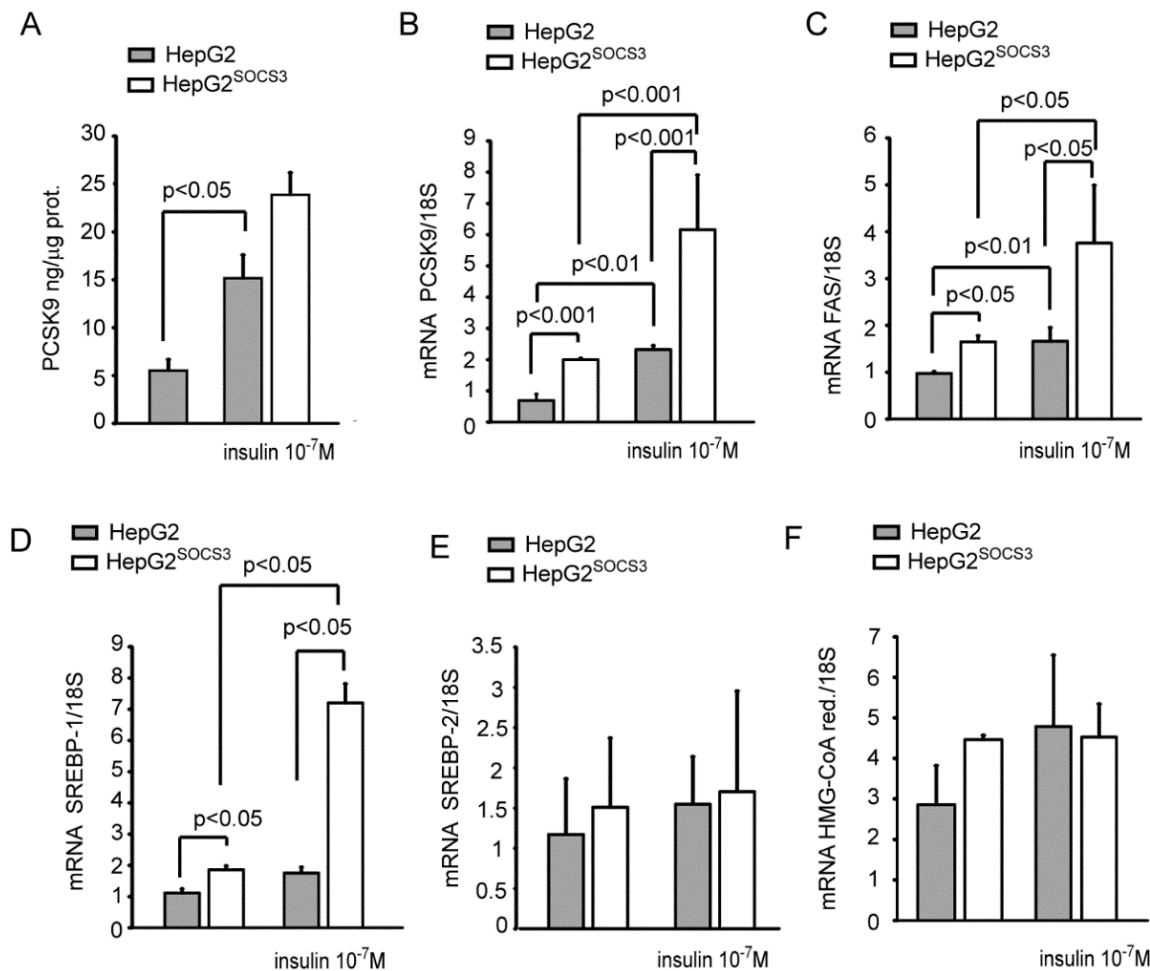 A
HepG2
HepG2SOCS3
PCSK9 ng/µg prot.
30
25
20
15
10
5
0
p<0.05
insulin 10-7M
B
HepG2
HepG2SOCS3
mRNA PCSK9/18S
9
8
7
6
5
4
3
2
1
0
p<0.001
p<0.001
p<0.01
p<0.001
insulin 10-7M
C
HepG2
HepG2SOCS3
mRNA FAS/18S
6
5
4
3
2
1
0
p<0.05
p<0.05
p<0.01
p<0.05
insulin 10-7M
D
HepG2
HepG2SOCS3
mRNA SREBP-1/18S
9
8
7
6
5
4
3
2
1
0
p<0.05
p<0.05
p<0.05
insulin 10-7M
E
HepG2
HepG2SOCS3
mRNA SREBP-2/18S
3.5
3
2.5
2
1.5
1
0.5
0
insulin 10-7M
F
HepG2
HepG2SOCS3
mRNA HMG-CoA red./18S
7
6
5
4
3
2
1
0
insulin 10-7M